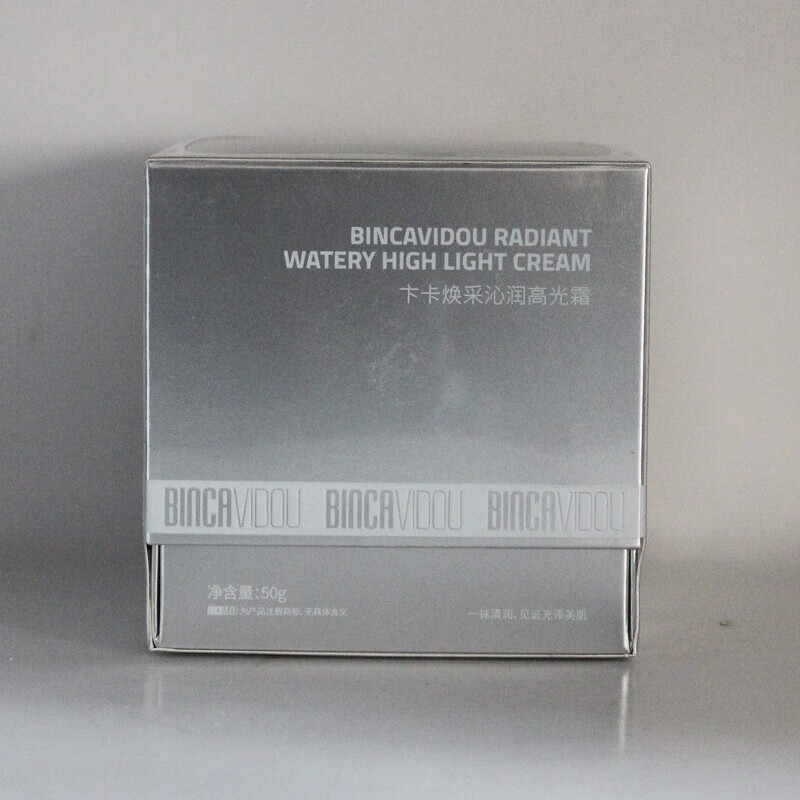 BINCAVIDOU RADIANT
WATERY HIGH LIGHT CREAM
卞卡焕采沁润高光霜
BINCAVIDOU BINCAVIDOU BINCAVIDOU
净含量:50g
BINCAVIDOU 为产品注册商标,无具体含义
一抹清润,见证光泽美肌